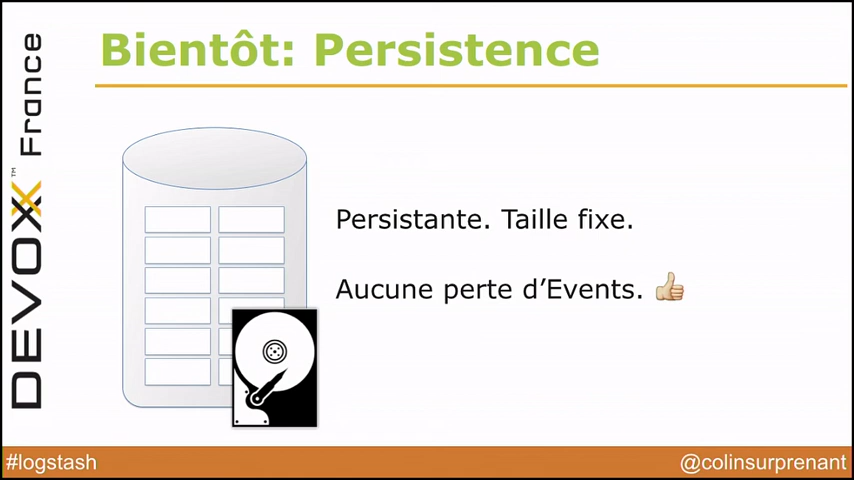 Bientôt: Persistence
DEVOXX™ France
Persistante. Taille fixe.
Aucune perte d’Events. 👍
#logstash
@colinsurprenant